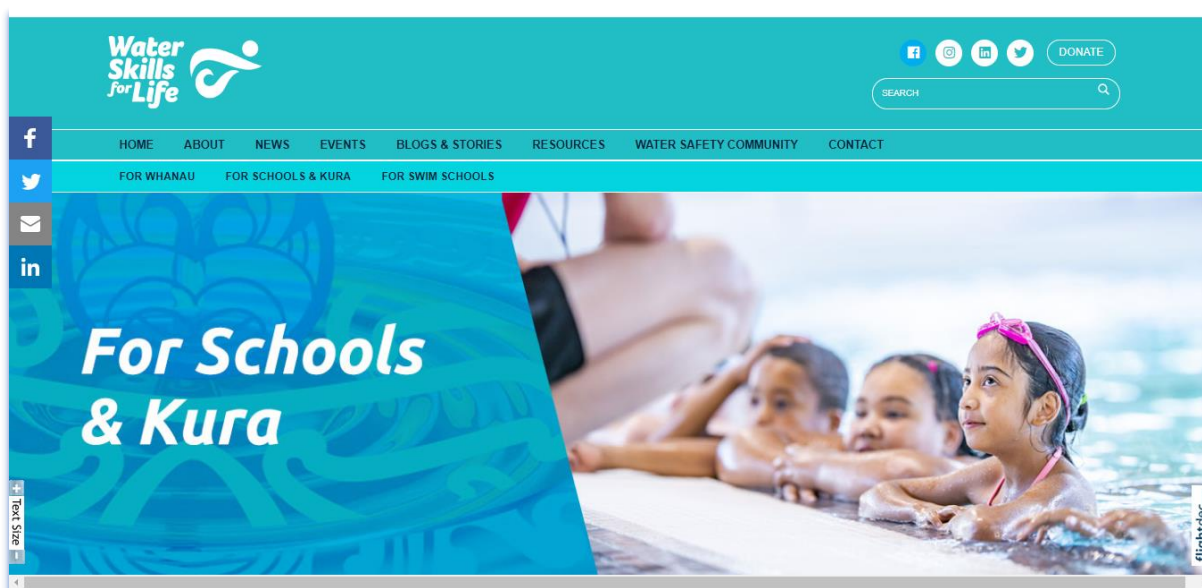 Water
Skills
for Life
DONATE
SEARCH
HOME ABOUT NEWS EVENTS BLOGS & STORIES RESOURCES WATER SAFETY COMMUNITY CONTACT
FOR WHANAU FOR SCHOOLS & KURA FOR SWIM SCHOOLS
For Schools
& Kura
+ Text Size -
flightdec